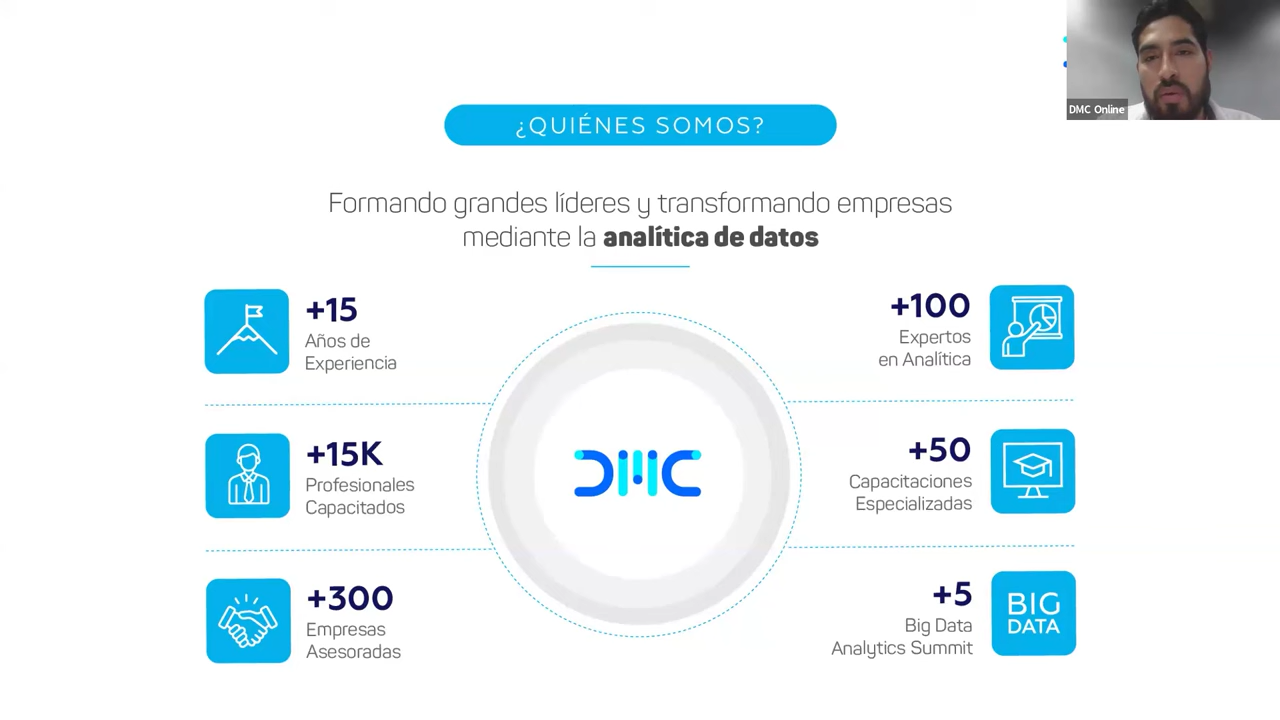 DMC Online
¿QUIÉNES SOMOS?
Formando grandes líderes y transformando empresas
mediante la analítica de datos
+15
Años de
Experiencia
+15K
Profesionales
Capacitados
+300
Empresas
Asesoradas
DMC
+100
Expertos
en Analítica
+50
Capacitaciones
Especializadas
+5
Big Data
Analytics Summit
BIG
DATA